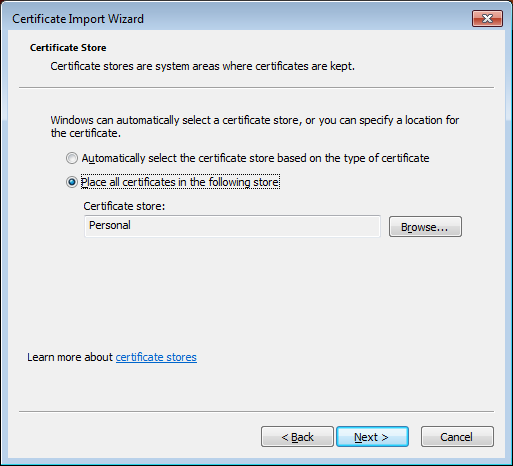 Certificate Import Wizard
Certificate Store
Certificate stores are system areas where certificates are kept.
Windows can automatically select a certificate store, or you can specify a location for
the certificate.
Automatically select the certificate store based on the type of certificate
Place all certificates in the following store
Certificate store:
Personal
Browse...
Learn more about certificate stores
< Back
Next >
Cancel